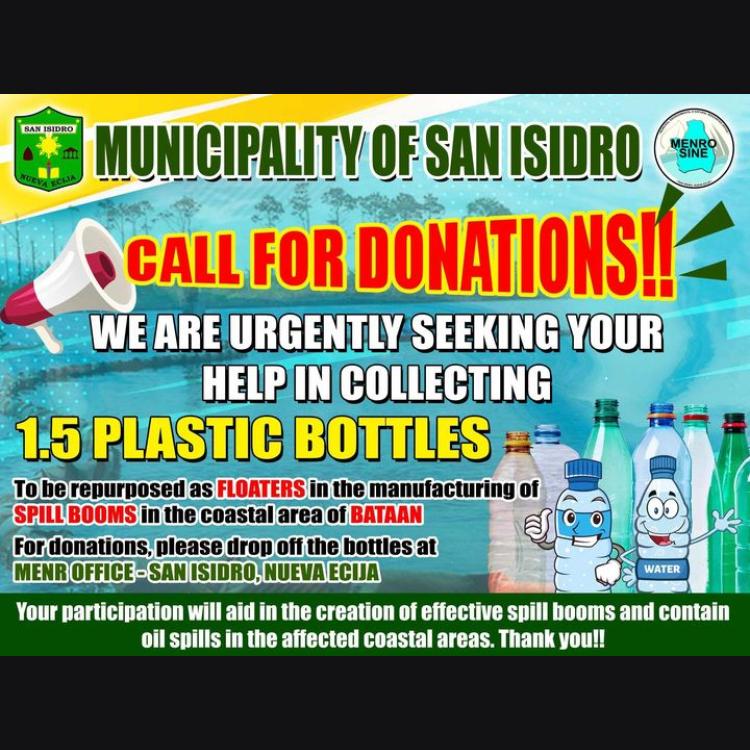 SAN ISIDRO
NUEVA ECIJA
MUNICIPALITY OF SAN ISIDRO
MENRO
SINE
CALL FOR DONATIONS!!
WE ARE URGENTLY SEEKING YOUR
HELP IN COLLECTING
1.5 PLASTIC BOTTLES
To be repurposed as FLOATERS in the manufacturing of
SPILL BOOMS in the coastal area of BATAAN
For donations, please drop off the bottles at
MENR OFFICE - SAN ISIDRO, NUEVA ECIJA
WATER
Your participation will aid in the creation of effective spill booms and contain
oil spills in the affected coastal areas. Thank you!!